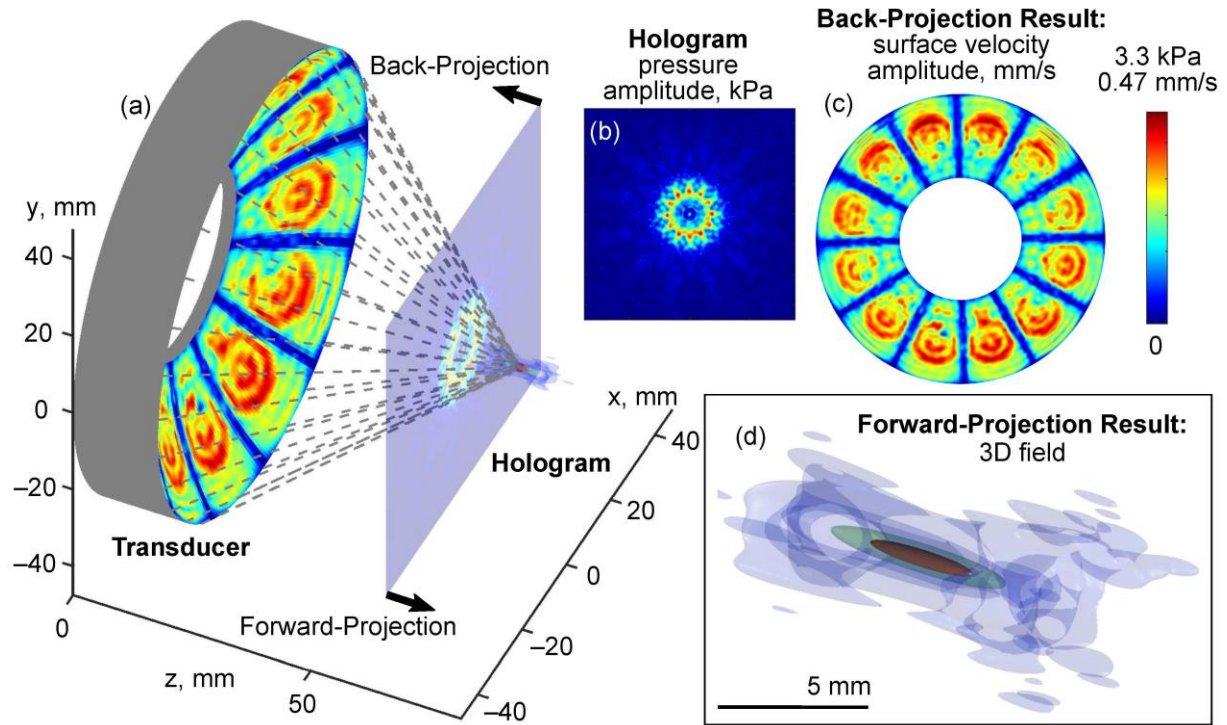 (a)
Back-Projection
y, mm
40
20
0
–20
–40
Transducer
0
z, mm
50
Forward-Projection
Hologram
x, mm
40
20
0
–20
–40
Hologram
pressure
amplitude, kPa
(b)
Back-Projection Result:
surface velocity
amplitude, mm/s
(c)
3.3 kPa
0.47 mm/s
0
(d)
Forward-Projection Result:
3D field
5 mm